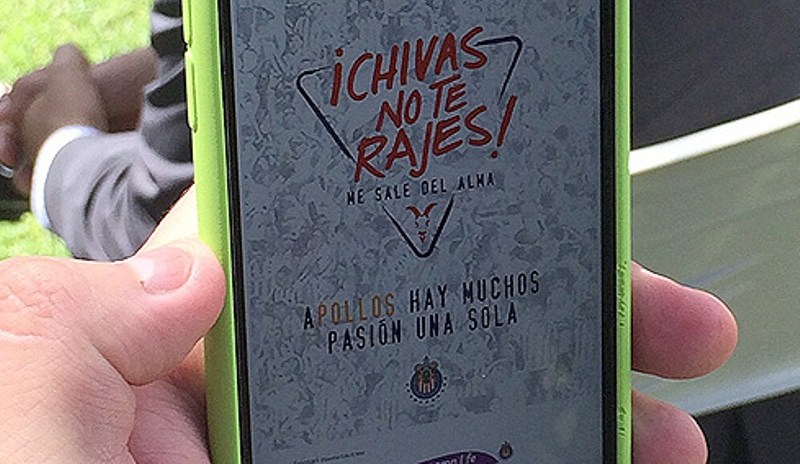 ¡CHIVAS
NO TE
RAJES!
ME SALE DEL ALMA
APOLLOS HAY MUCHOS
PASIÓN UNA SOLA